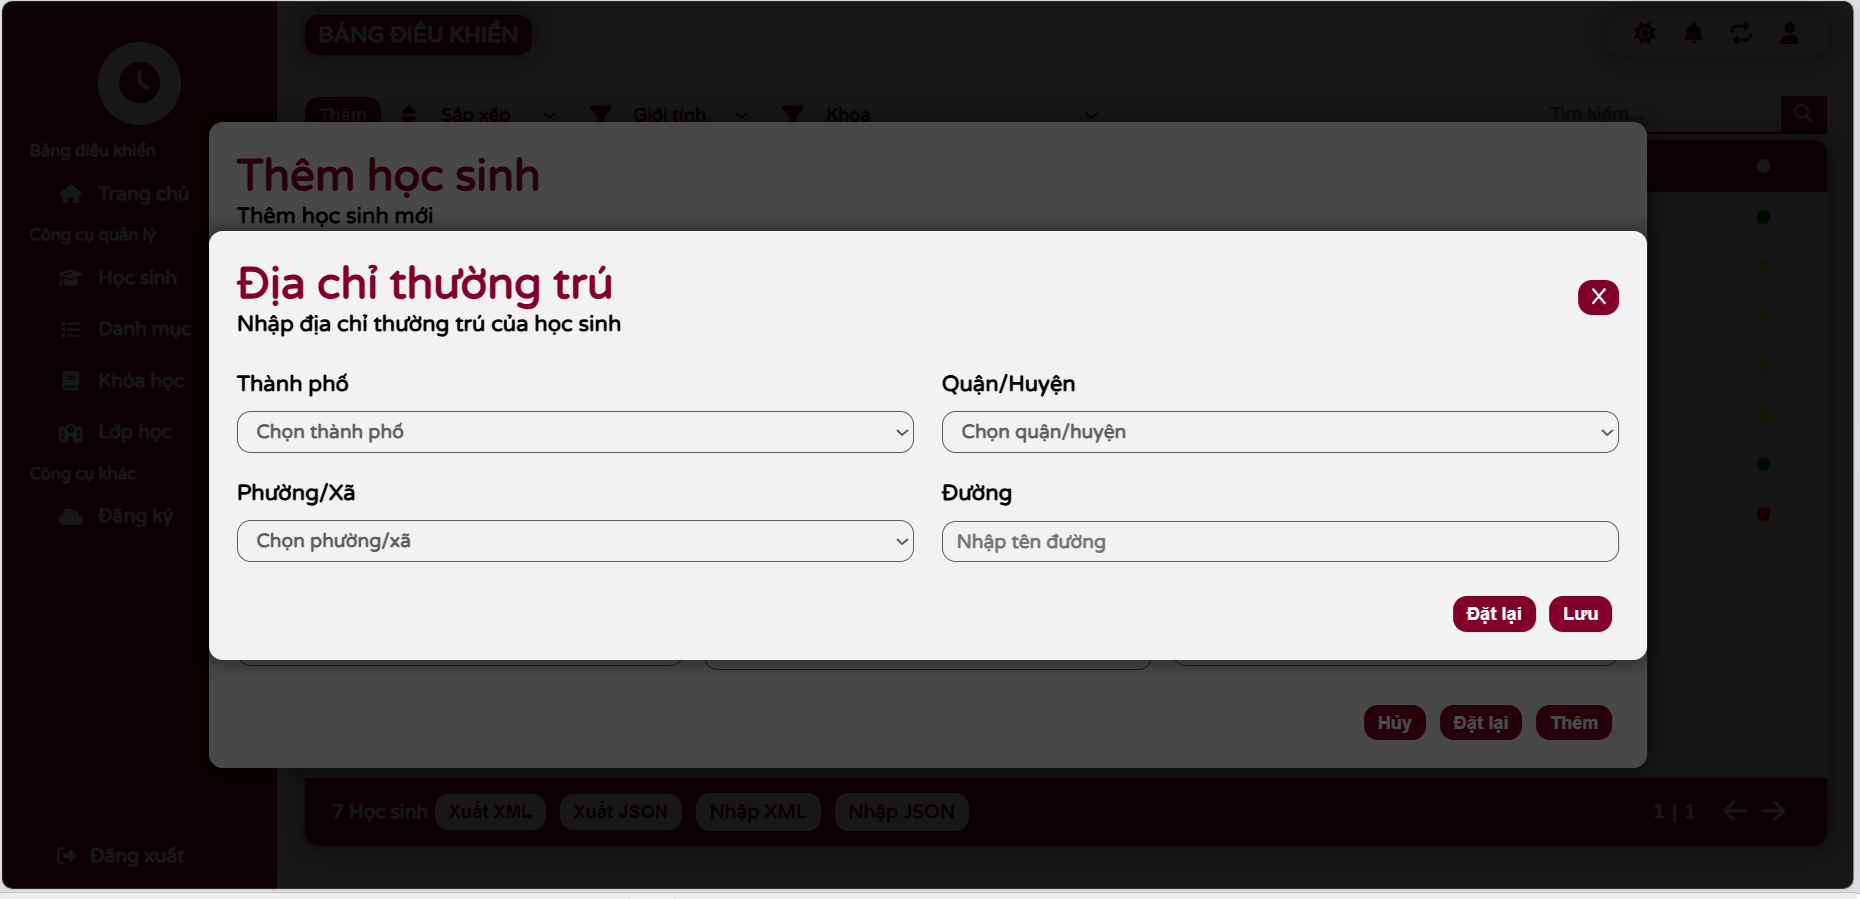 BẢNG ĐIỀU KHIỂN
Bảng điều khiển
Trang chủ
Công cụ quản lý
Học sinh
Danh mục
Khóa học
Lớp học
Công cụ khác
Đăng ký
Đăng xuất
Thêm
Sắp xếp
Giới tính
Khoa
Tìm kiếm...
Thêm học sinh
Thêm học sinh mới
Địa chỉ thường trú
X
Nhập địa chỉ thường trú của học sinh
Thành phố
Quận/Huyện
Chọn thành phố
Chọn quận/huyện
Phường/Xã
Đường
Chọn phường/xã
Nhập tên đường
Đặt lại
Lưu
Hủy
Đặt lại
Thêm
7 Học sinh
Xuất XML
Xuất JSON
Nhập XML
Nhập JSON
1 | 1